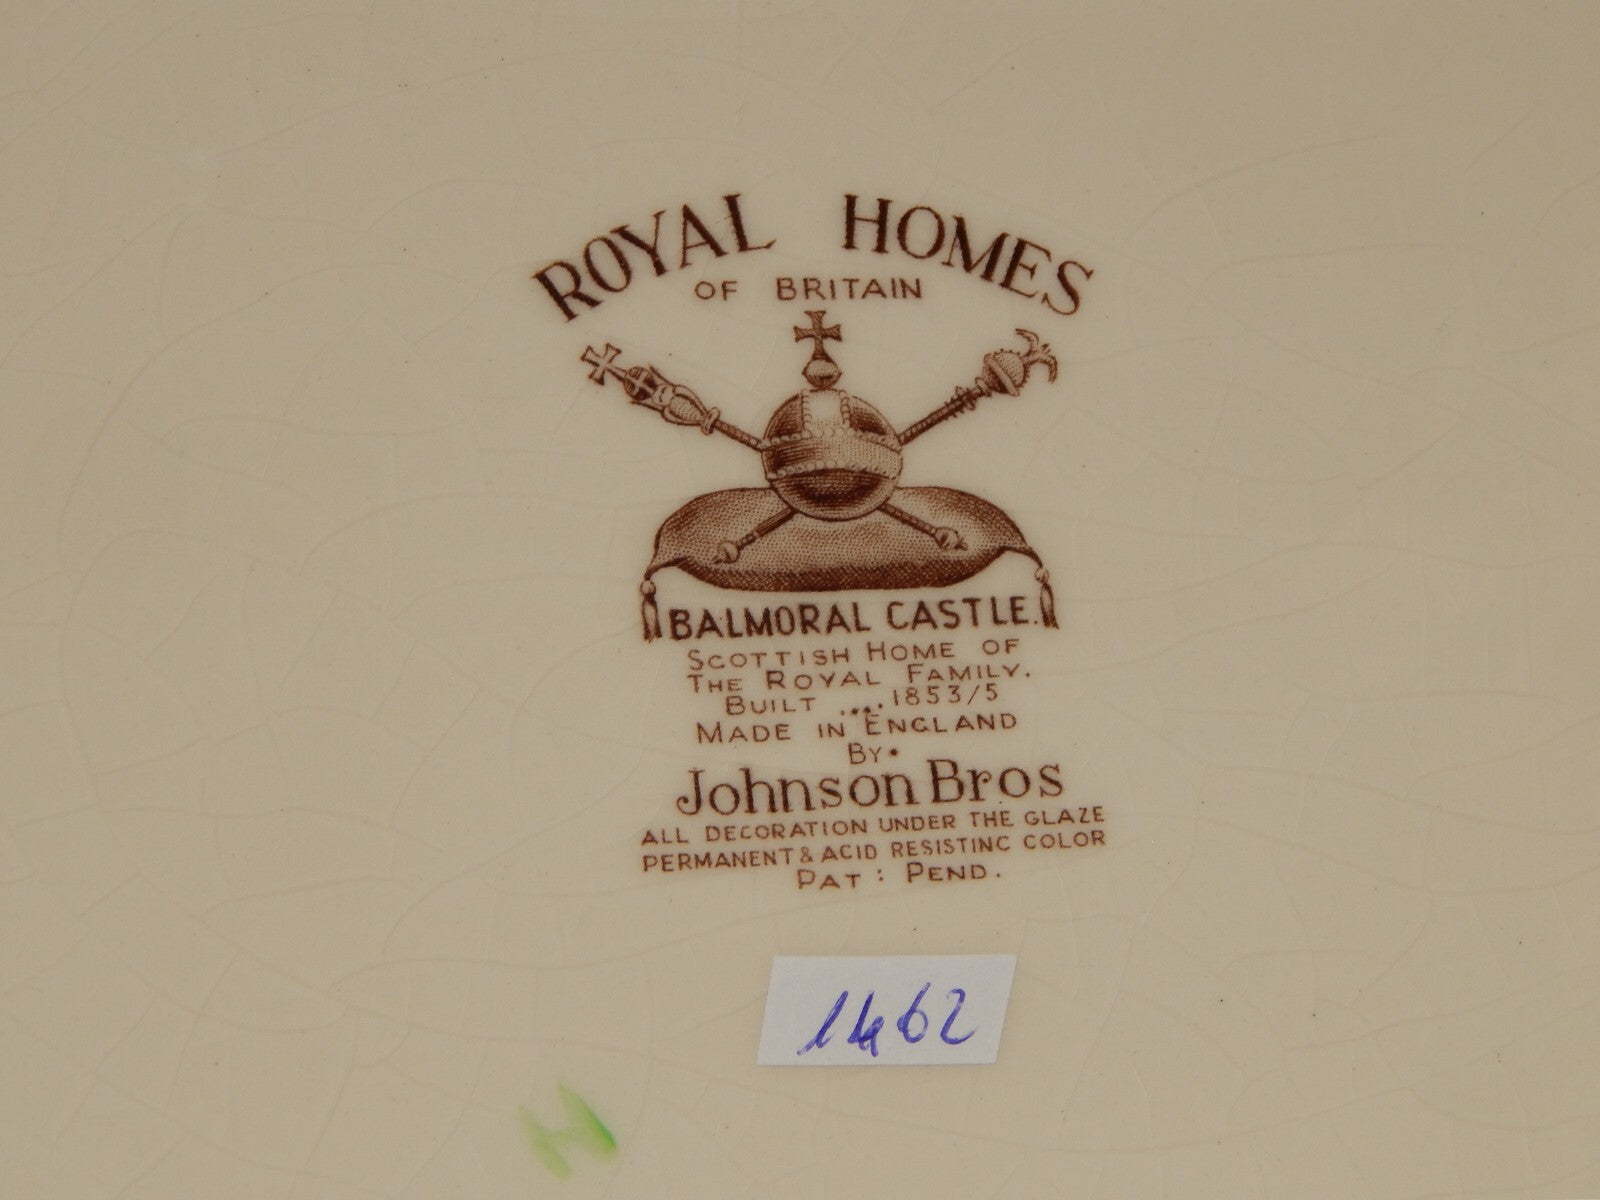 ROYAL HOMES
OF BRITAIN
BALMORAL CASTLE.
SCOTTISH HOME OF
THE ROYAL FAMILY.
BUILT ....1853/5
MADE IN ENGLAND
BY.
Johnson Bros
ALL DECORATION UNDER THE GLAZE
PERMANENT & ACID RESISTING COLOR
PAT : PEND.
1462
H